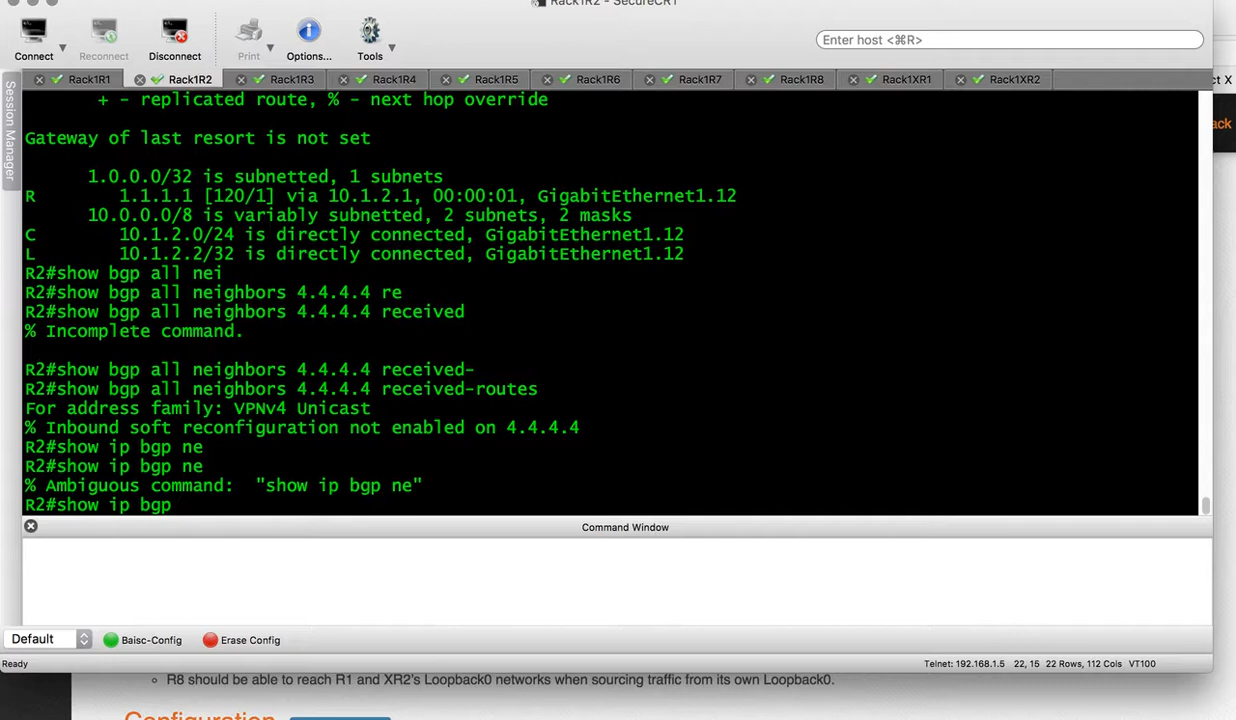 Rack1R2 - SecureCRT
Connect
Reconnect
Disconnect
Print
Options...
Tools
Enter host <⌘R>
Session Manager
Rack1R1
Rack1R2
Rack1R3
Rack1R4
Rack1R5
Rack1R6
Rack1R7
Rack1R8
Rack1XR1
Rack1XR2
+ - replicated route, % - next hop override
Gateway of last resort is not set
1.0.0.0/32 is subnetted, 1 subnets
R 1.1.1.1 [120/1] via 10.1.2.1, 00:00:01, GigabitEthernet1.12
10.0.0.0/8 is variably subnetted, 2 subnets, 2 masks
C 10.1.2.0/24 is directly connected, GigabitEthernet1.12
L 10.1.2.2/32 is directly connected, GigabitEthernet1.12
R2#show bgp all nei
R2#show bgp all neighbors 4.4.4.4 re
R2#show bgp all neighbors 4.4.4.4 received
% Incomplete command.
R2#show bgp all neighbors 4.4.4.4 received-
R2#show bgp all neighbors 4.4.4.4 received-routes
For address family: VPNv4 Unicast
% Inbound soft reconfiguration not enabled on 4.4.4.4
R2#show ip bgp ne
R2#show ip bgp ne
% Ambiguous command:  "show ip bgp ne"
R2#show ip bgp
Command Window
Default
Baisc-Config
Erase Config
Ready
Telnet: 192.168.1.5 22, 15 22 Rows, 112 Cols VT100
R8 should be able to reach R1 and XR2's Loopback0 networks when sourcing traffic from its own Loopback0.
Configuration